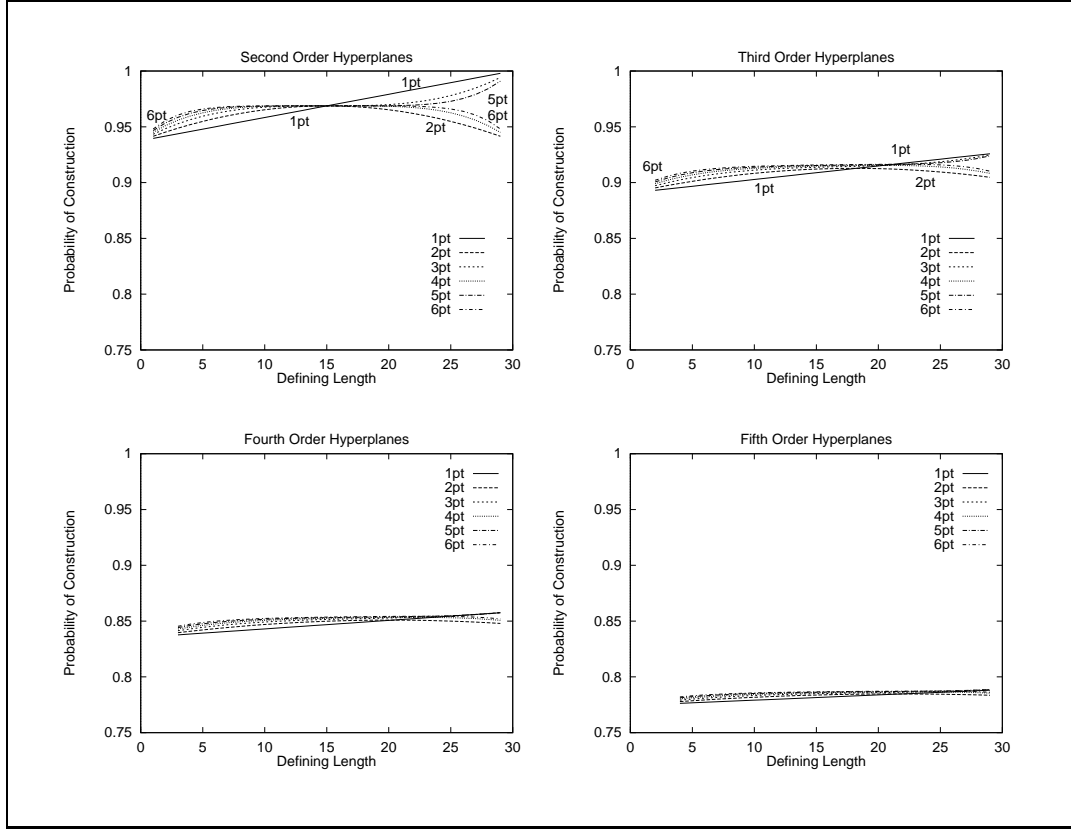 Second Order Hyperplanes
1
0.95
0.9
0.85
0.8
0.75
Probability of Construction
6pt
1pt
1pt
5pt
6pt
2pt
1pt
2pt
3pt
4pt
5pt
6pt
0 5 10 15 20 25 30
Defining Length
Third Order Hyperplanes
1
0.95
0.9
0.85
0.8
0.75
Probability of Construction
6pt
1pt
1pt
2pt
1pt
2pt
3pt
4pt
5pt
6pt
0 5 10 15 20 25 30
Defining Length
Fourth Order Hyperplanes
1
0.95
0.9
0.85
0.8
0.75
Probability of Construction
1pt
2pt
3pt
4pt
5pt
6pt
0 5 10 15 20 25 30
Defining Length
Fifth Order Hyperplanes
1
0.95
0.9
0.85
0.8
0.75
Probability of Construction
1pt
2pt
3pt
4pt
5pt
6pt
0 5 10 15 20 25 30
Defining Length